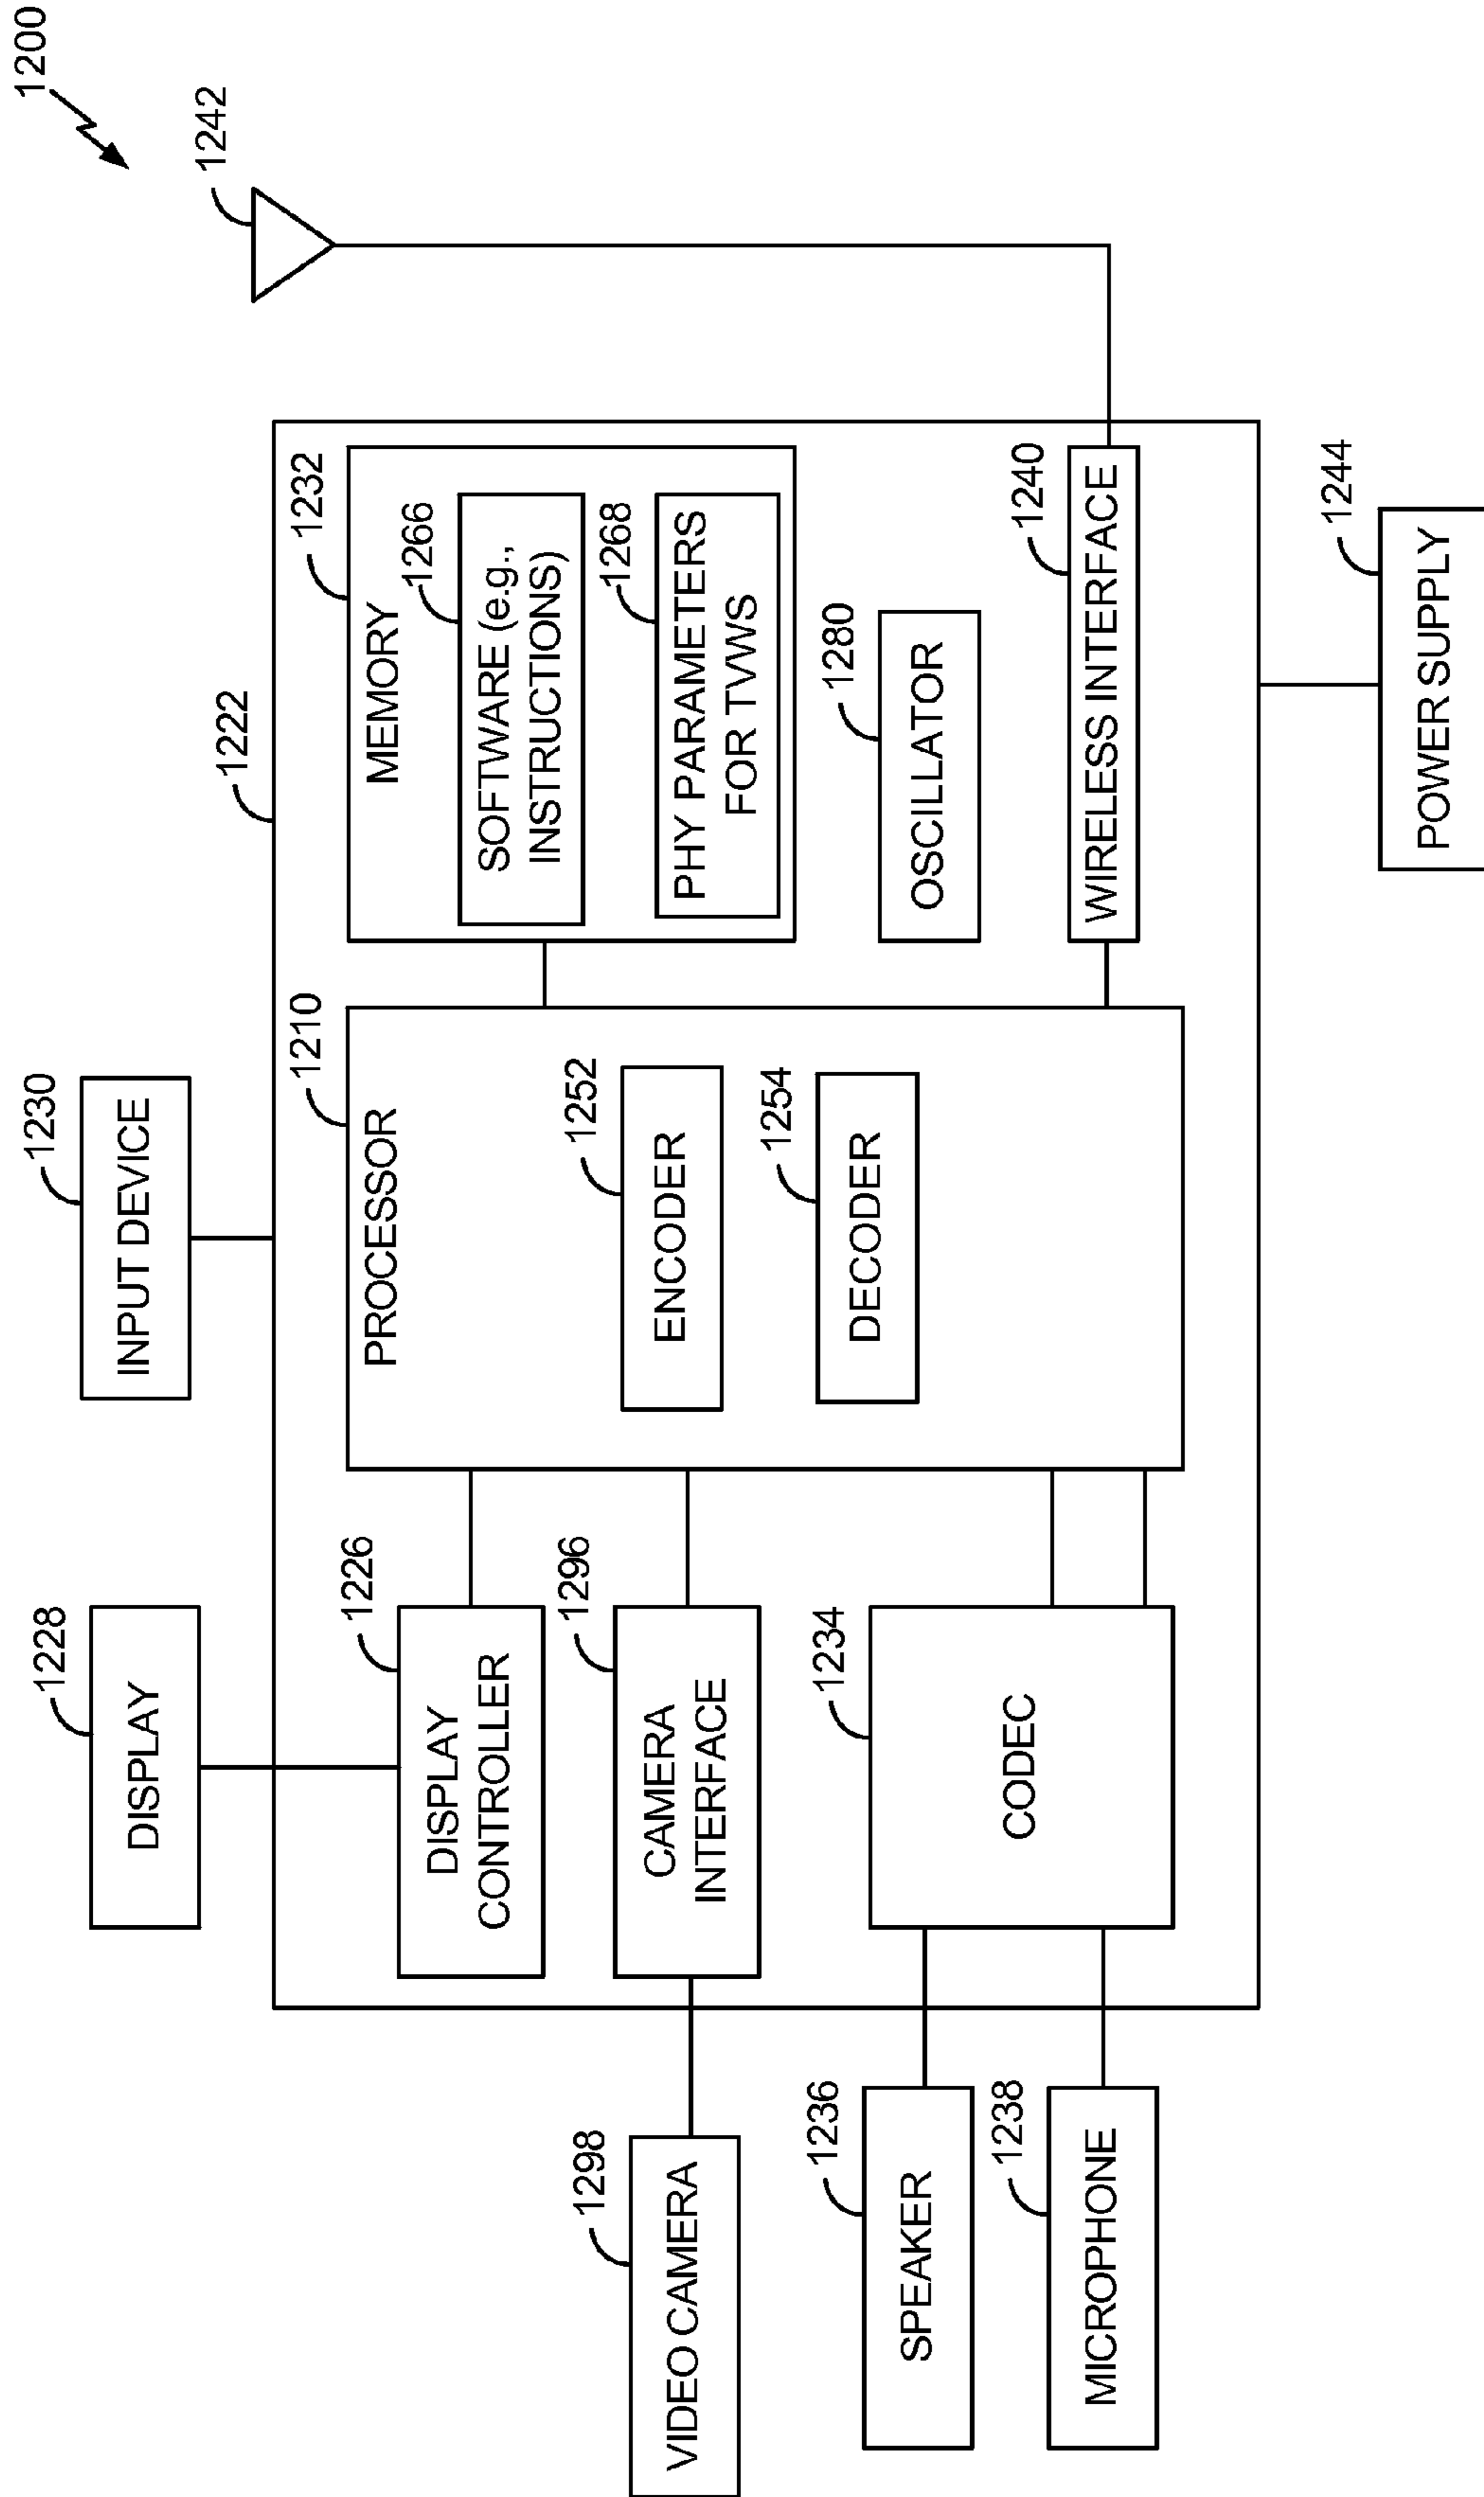 1200
1242
1228
DISPLAY
1230
INPUT DEVICE
1222
1226
DISPLAY
CONTROLLER
1210
PROCESSOR
1232
MEMORY
1266
SOFTWARE (e.g.,
INSTRUCTIONS)
1298
VIDEO CAMERA
1296
CAMERA
INTERFACE
1252
ENCODER
1268
PHY PARAMETERS
FOR TVWS
1254
DECODER
1280
OSCILLATOR
1236
SPEAKER
1234
CODEC
1238
MICROPHONE
1240
WIRELESS INTERFACE
1244
POWER SUPPLY